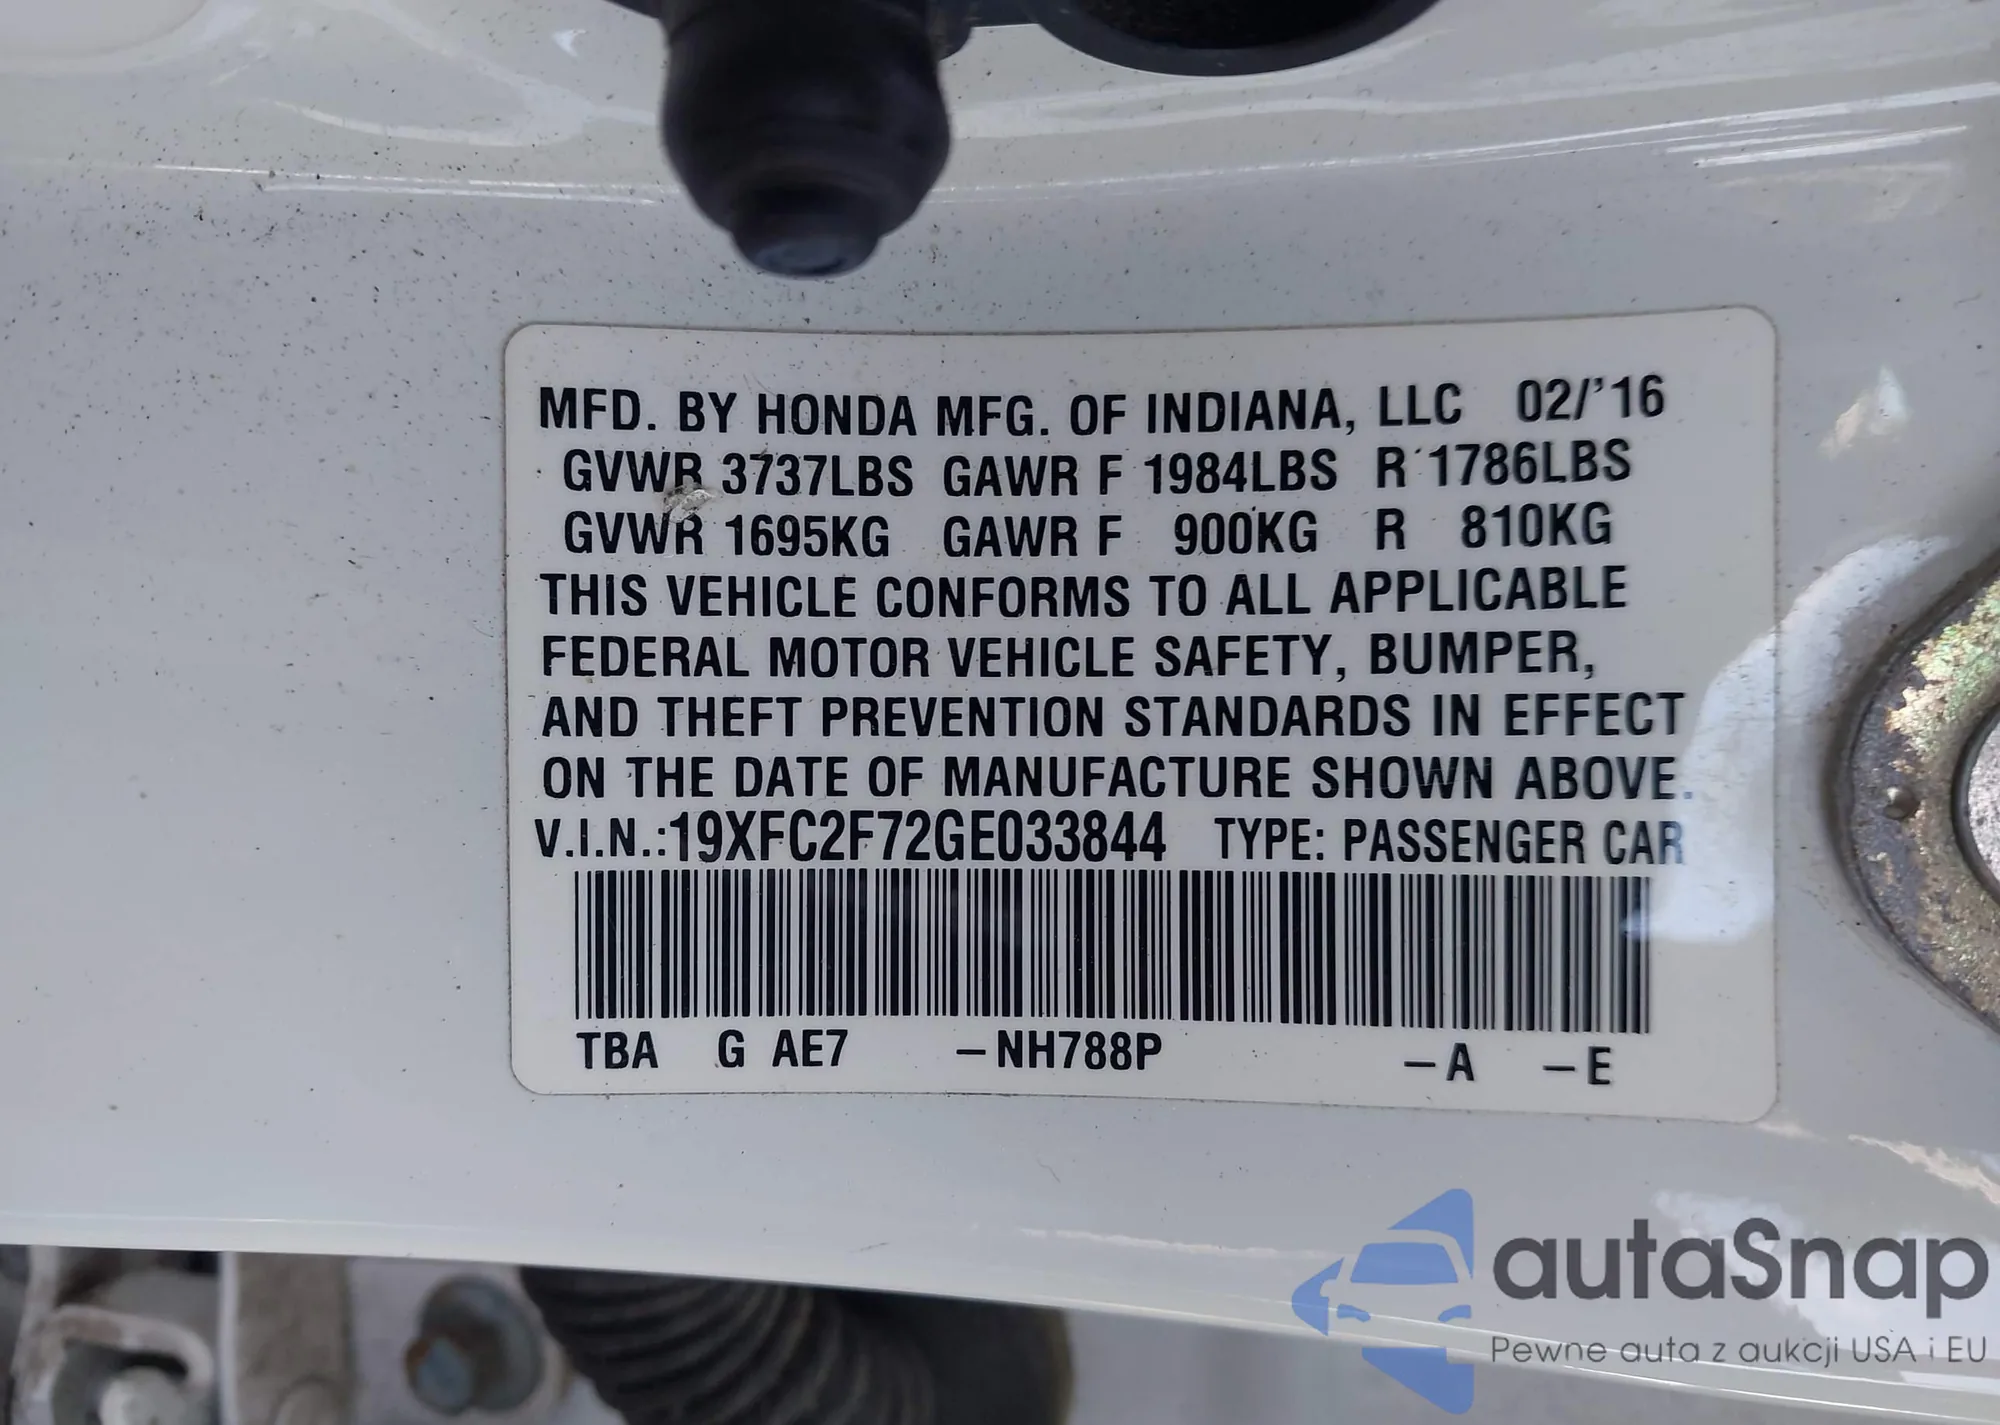 MFD. BY HONDA MFG. OF INDIANA, LLC 02/'16
GVWR 3737LBS GAWR F 1984LBS R 1786LBS
GVWR 1695KG GAWR F 900KG R 810KG
THIS VEHICLE CONFORMS TO ALL APPLICABLE
FEDERAL MOTOR VEHICLE SAFETY, BUMPER,
AND THEFT PREVENTION STANDARDS IN EFFECT
ON THE DATE OF MANUFACTURE SHOWN ABOVE.
V.I.N.:19XFC2F72GE033844 TYPE: PASSENGER CAR
TBA G AE7 –NH788P –A –E
autaSnap
Pewne auta z aukcji USA i EU